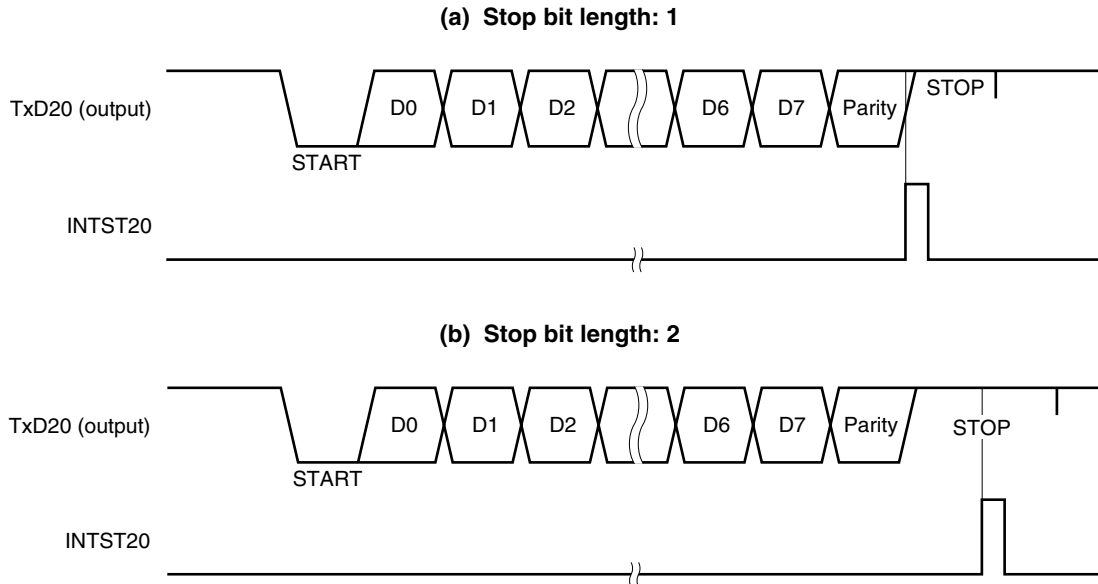 (a) Stop bit length: 1
TxD20 (output)
D0 D1 D2 D6 D7 Parity STOP
START
INTST20
(b) Stop bit length: 2
TxD20 (output)
D0 D1 D2 D6 D7 Parity STOP
START
INTST20